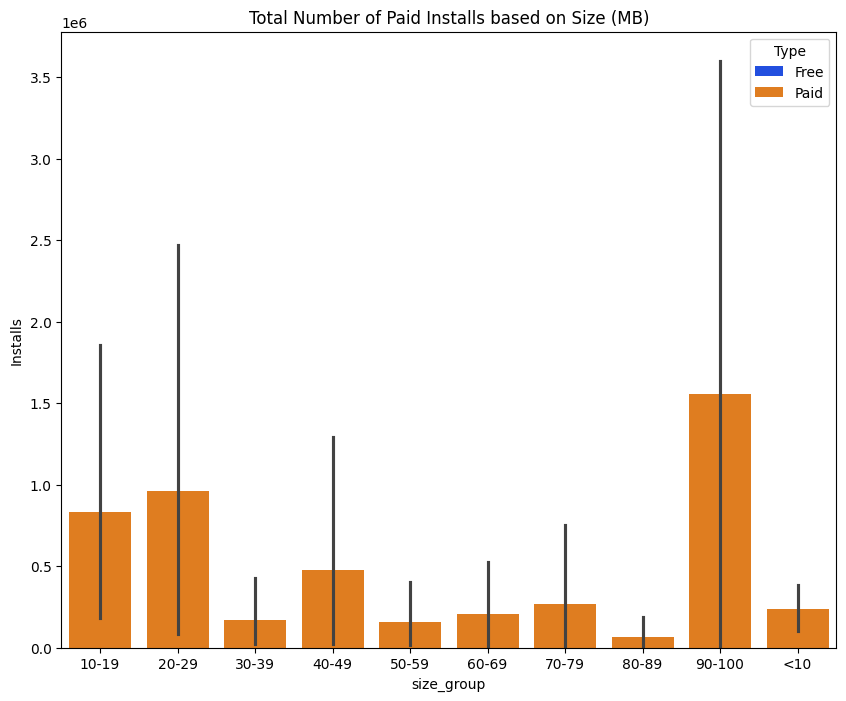 Total Number of Paid Installs based on Size (MB)
1e6
Type
Free
Paid
3.5
3.0
2.5
2.0
1.5
1.0
0.5
0.0
Installs
10-19 20-29 30-39 40-49 50-59 60-69 70-79 80-89 90-100 <10
size_group